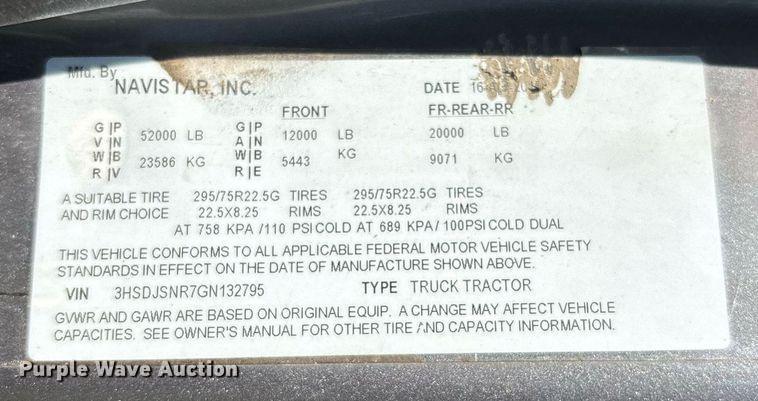 Mfd. By
NAVISTAR, INC. DATE 16
FRONT FR-REAR-RR
G|P 52000 LB G|P 12000 LB 20000 LB
V|N A|N
W|B 23586 KG W|B 5443 KG 9071 KG
R|V R|E
A SUITABLE TIRE 295/75R22.5G TIRES 295/75R22.5G TIRES
AND RIM CHOICE 22.5X8.25 RIMS 22.5X8.25 RIMS
AT 758 KPA /110 PSI COLD AT 689 KPA/ 100PSI COLD DUAL
THIS VEHICLE CONFORMS TO ALL APPLICABLE FEDERAL MOTOR VEHICLE SAFETY
STANDARDS IN EFFECT ON THE DATE OF MANUFACTURE SHOWN ABOVE.
VIN 3HSDJSNR7GN132795 TYPE TRUCK TRACTOR
GVWR AND GAWR ARE BASED ON ORIGINAL EQUIP. A CHANGE MAY AFFECT VEHICLE
CAPACITIES. SEE OWNER'S MANUAL FOR OTHER TIRE AND CAPACITY INFORMATION.
Purple Wave Auction